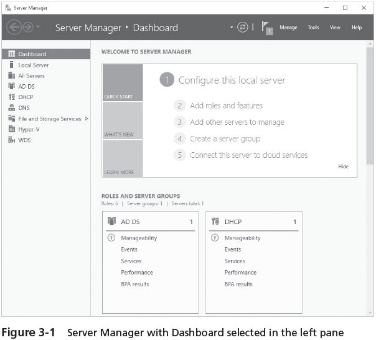 Server Manager
Server Manager • Dashboard
Manage Tools View Help
Dashboard
Local Server
All Servers
AD DS
DHCP
DNS
File and Storage Services
Hyper-V
WDS
WELCOME TO SERVER MANAGER
QUICK START
WHAT'S NEW
LEARN MORE
1 Configure this local server
2 Add roles and features
3 Add other servers to manage
4 Create a server group
5 Connect this server to cloud services
Hide
ROLES AND SERVER GROUPS
Roles: 6 | Server groups: 1 | Servers total: 1
AD DS 1
Manageability
Events
Services
Performance
BPA results
DHCP 1
Manageability
Events
Services
Performance
BPA results
Figure 3-1 Server Manager with Dashboard selected in the left pane